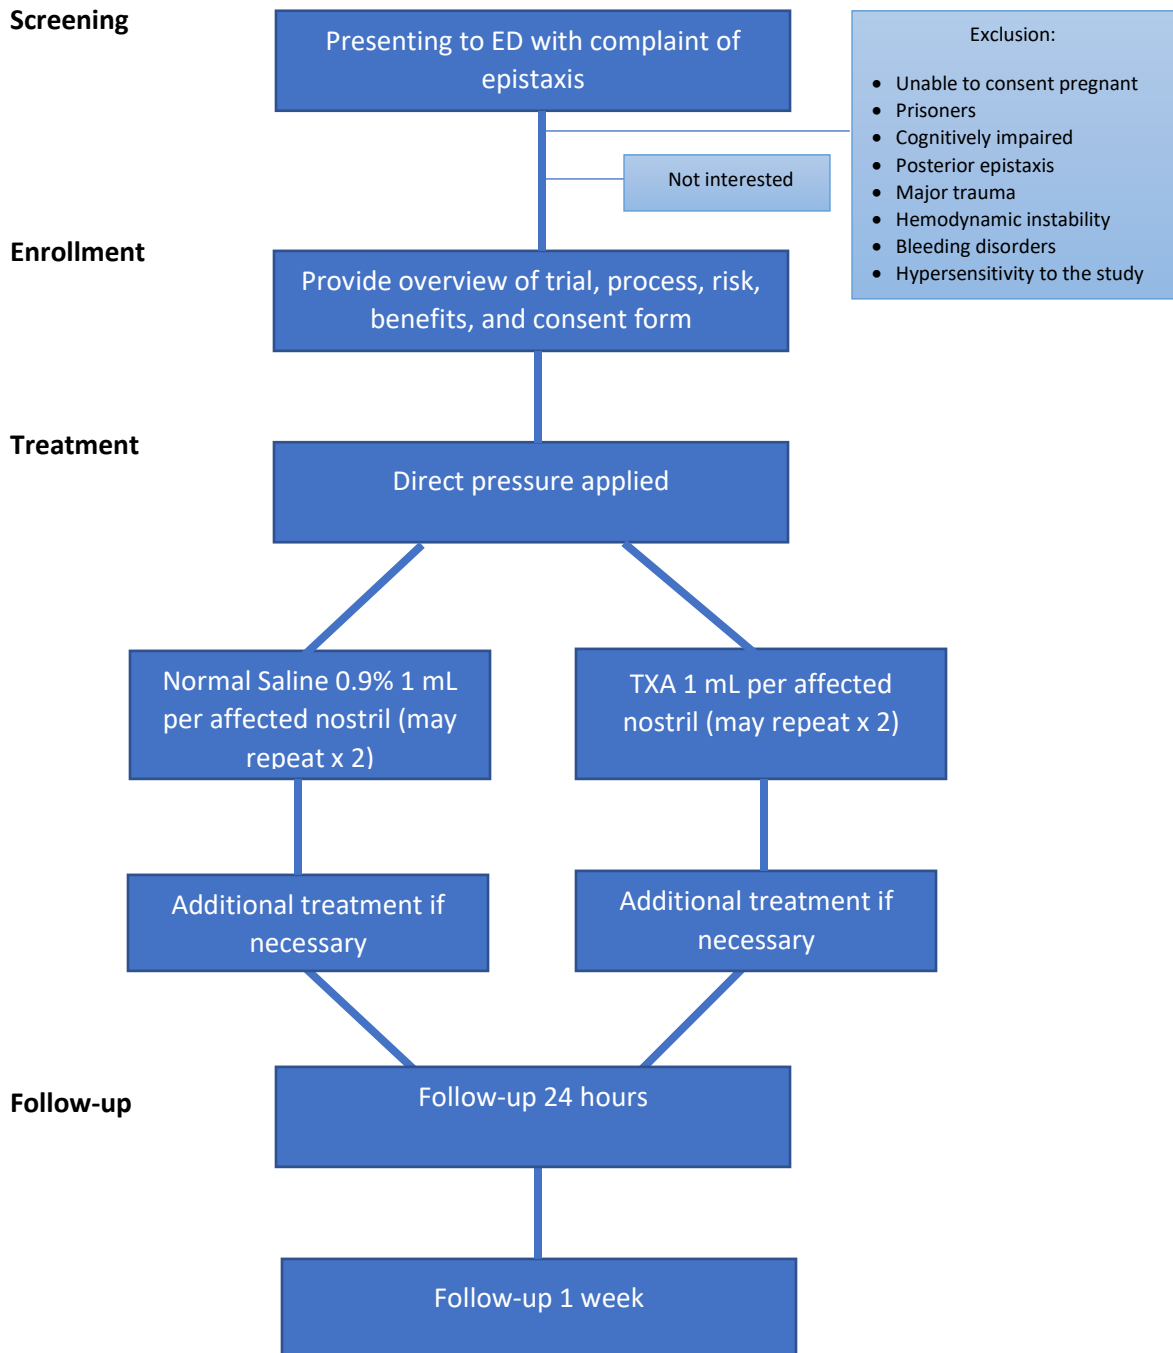 Screening
Presenting to ED with complaint of
epistaxis
Exclusion:
• Unable to consent pregnant
• Prisoners
• Cognitively impaired
• Posterior epistaxis
• Major trauma
• Hemodynamic instability
• Bleeding disorders
• Hypersensitivity to the study
Not interested
Enrollment
Provide overview of trial, process, risk,
benefits, and consent form
Treatment
Direct pressure applied
Normal Saline 0.9% 1 mL
per affected nostril (may
repeat x 2)
TXA 1 mL per affected
nostril (may repeat x 2)
Additional treatment if
necessary
Additional treatment if
necessary
Follow-up
Follow-up 24 hours
Follow-up 1 week